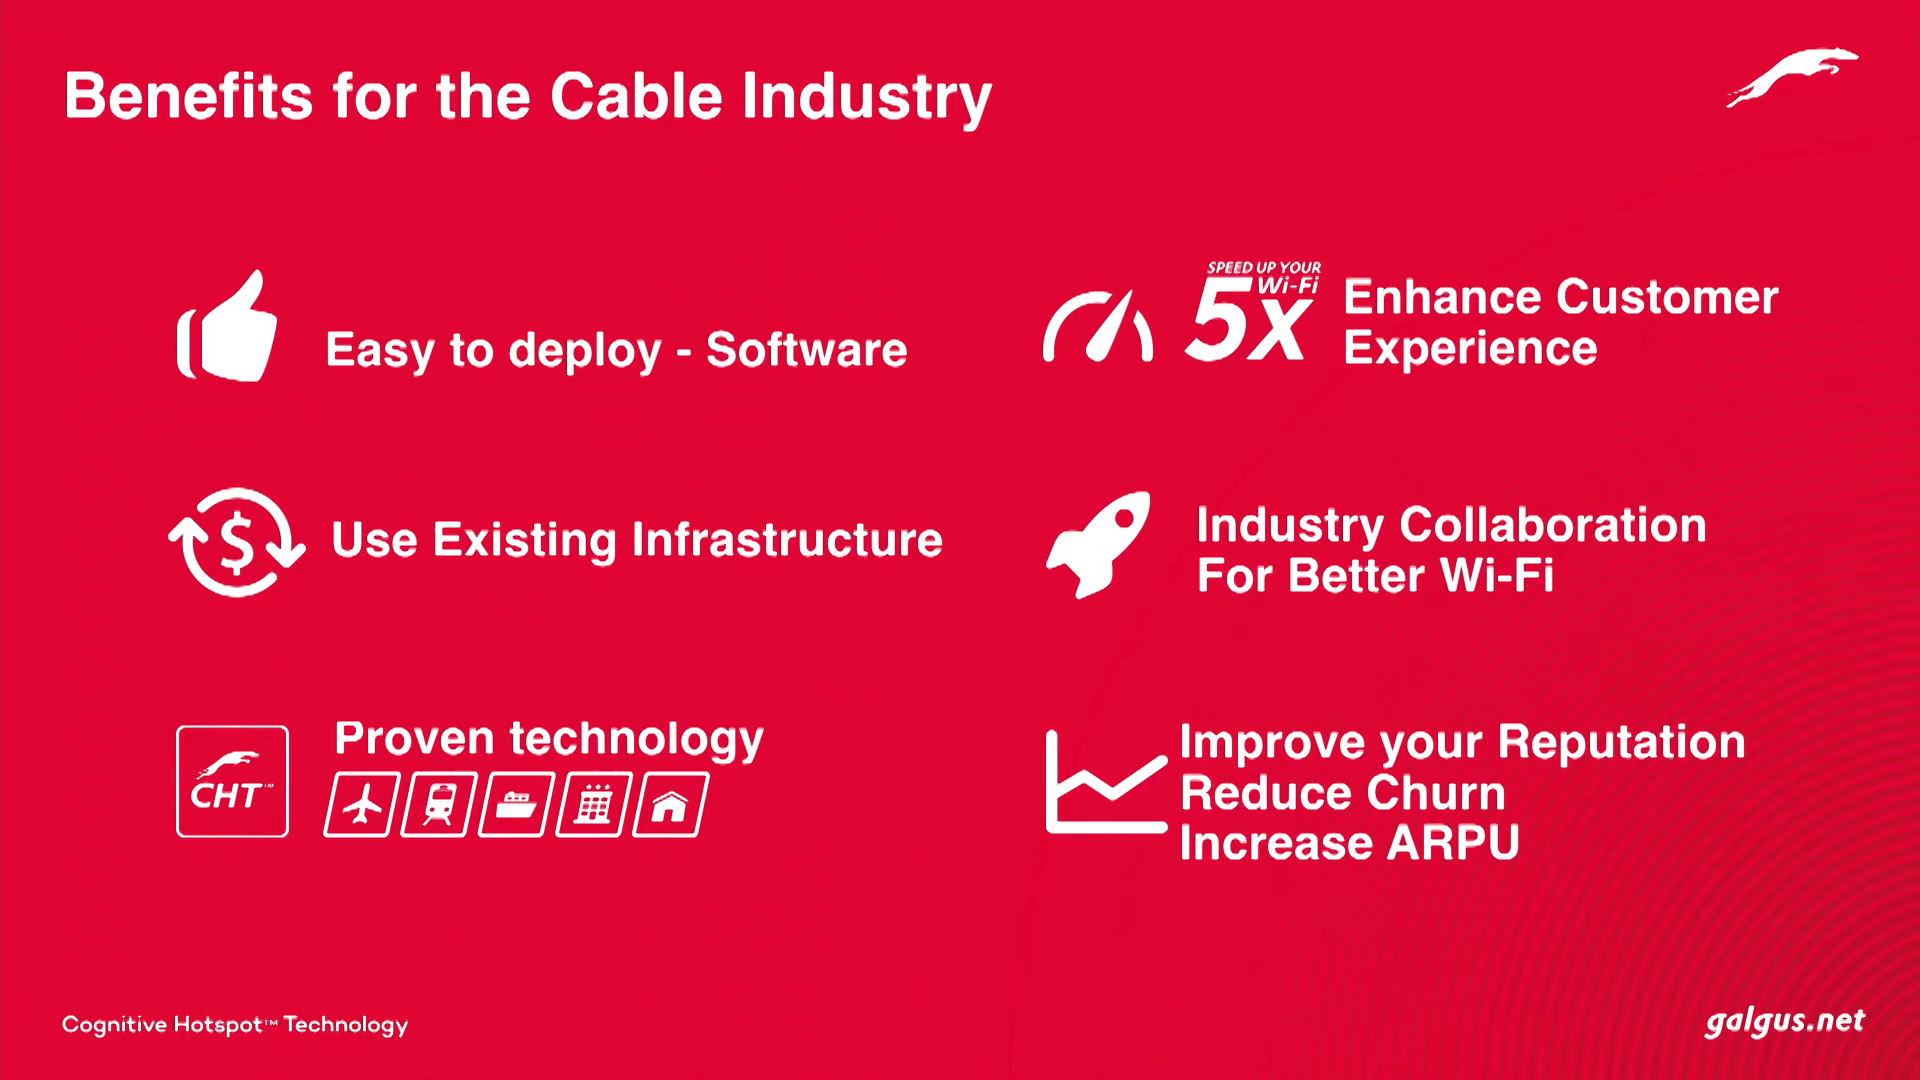 Benefits for the Cable Industry
Easy to deploy - Software
Use Existing Infrastructure
CHT
Proven technology
SPEED UP YOUR
Wi-Fi
5x
Enhance Customer
Experience
Industry Collaboration
For Better Wi-Fi
Improve your Reputation
Reduce Churn
Increase ARPU
Cognitive Hotspot™ Technology
galgus.net